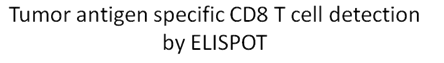 Tumor antigen specific CD8 T cell detection
by ELISPOT